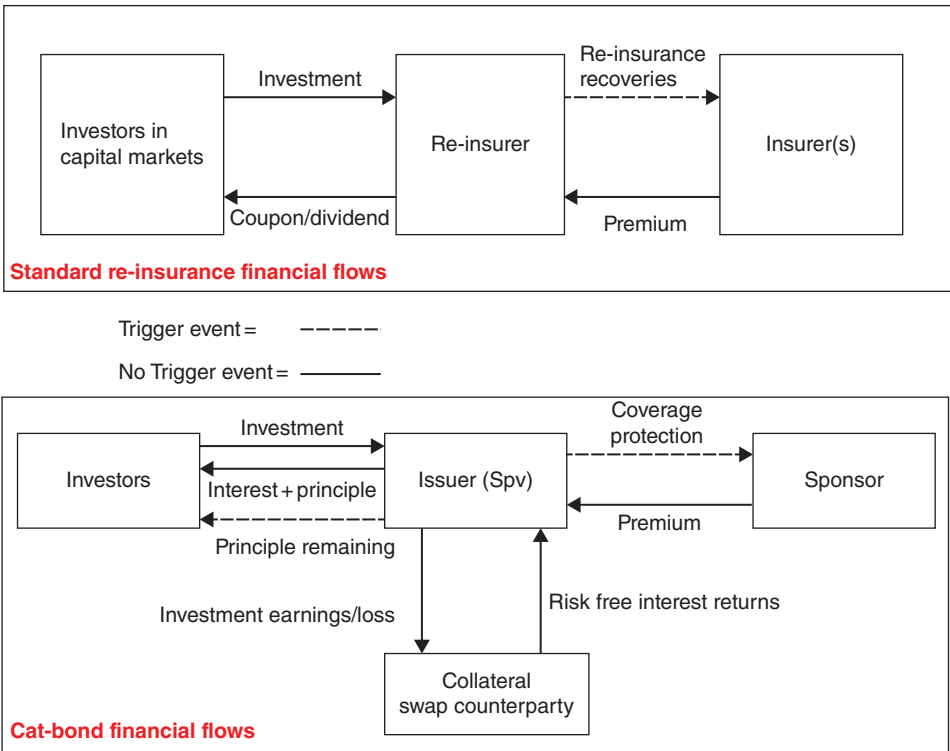 Investors in
capital markets
Investment
Coupon/dividend
Re-insurer
Re-insurance
recoveries
Premium
Insurer(s)
Standard re-insurance financial flows
Trigger event =
No Trigger event =
Investors
Investment
Interest + principle
Principle remaining
Issuer (Spv)
Coverage
protection
Premium
Sponsor
Investment earnings/loss
Risk free interest returns
Collateral
swap counterparty
Cat-bond financial flows